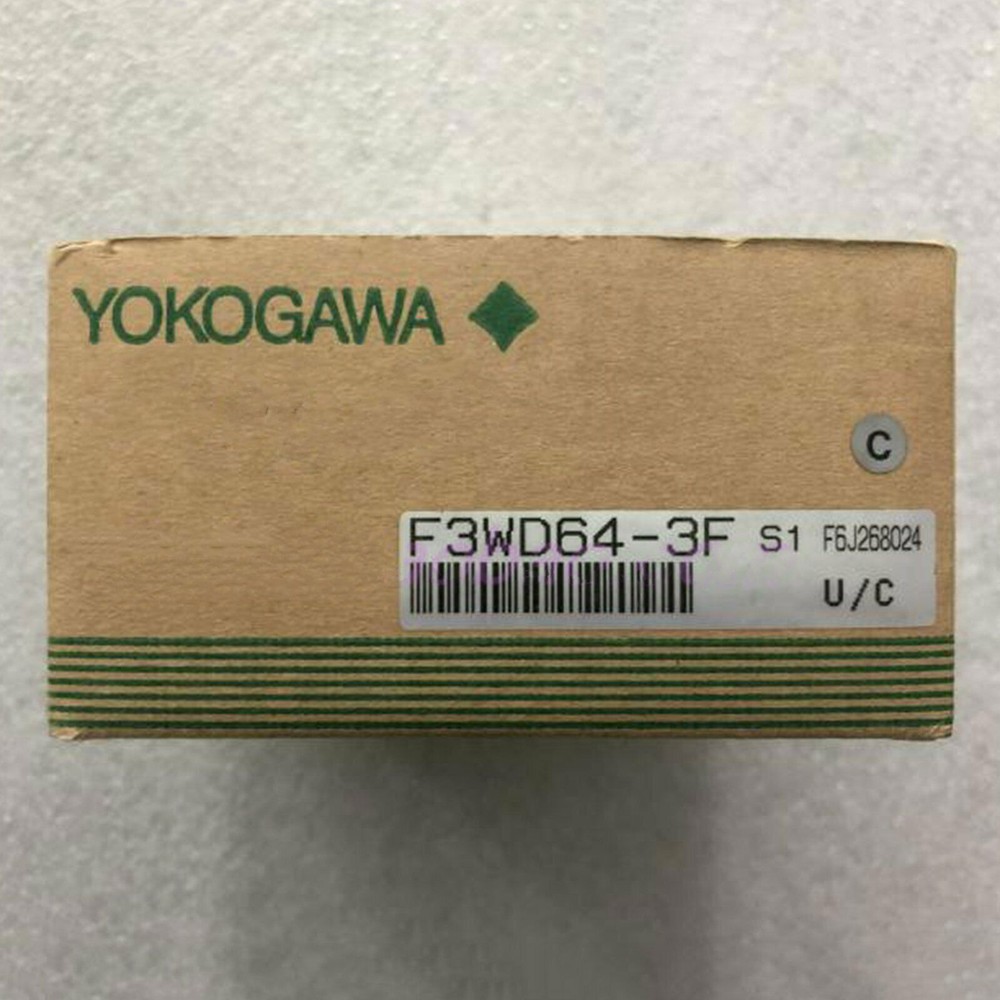 YOKOGAWA
C
F3WD64-3F S1 F6J268024
U/C